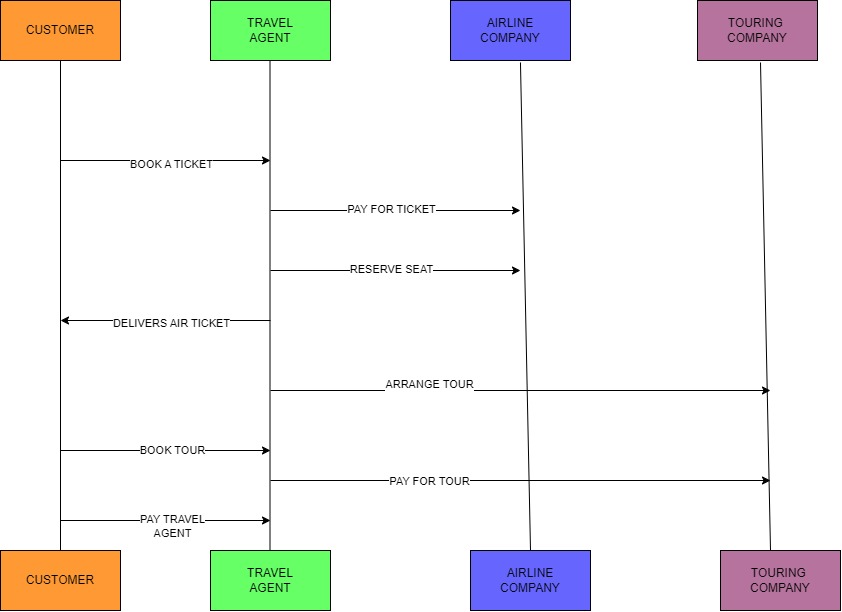 CUSTOMER
TRAVEL
AGENT
AIRLINE
COMPANY
TOURING
COMPANY
BOOK A TICKET
PAY FOR TICKET
RESERVE SEAT
DELIVERS AIR TICKET
ARRANGE TOUR
BOOK TOUR
PAY FOR TOUR
PAY TRAVEL
AGENT
CUSTOMER
TRAVEL
AGENT
AIRLINE
COMPANY
TOURING
COMPANY